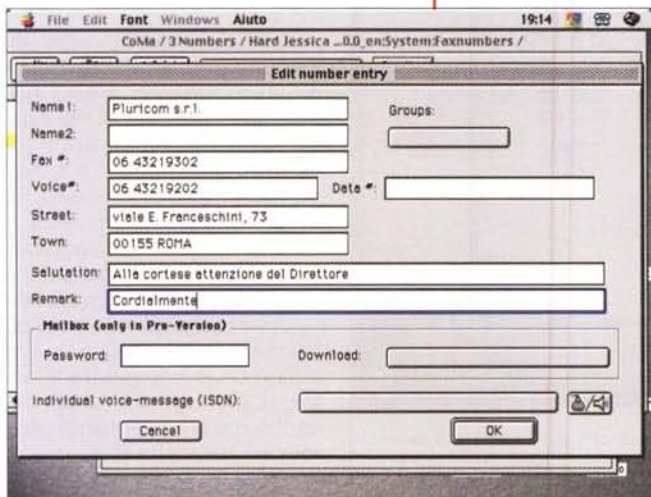 File Edit Font Windows Aiuto 19:14
CoMa / 3 Numbers / Hard Jessica ...0.0_en:System:Faxnumbers /
Edit number entry
Name1: Pluricom s.r.l. Groups:
Name2:
Fax #: 06 43219302
Voice#: 06 43219202 Data #:
Street: viale E. Franceschini, 73
Town: 00155 ROMA
Salutation: Alla cortese attenzione del Direttore
Remark: Cordialmente
Mailbox (only in Pro-Version)
Password: Download:
Individual voice-message (ISDN):
Cancel OK